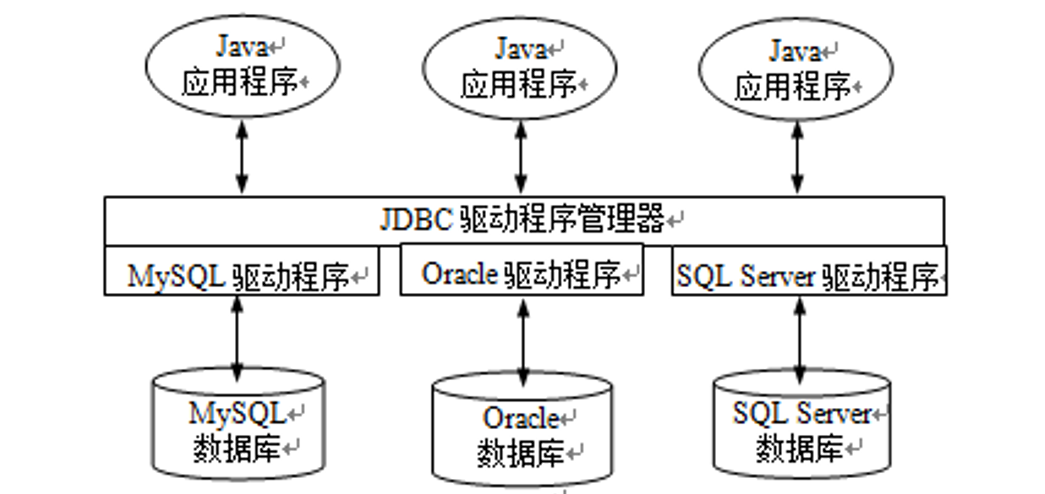 Java
应用程序
Java
应用程序
Java
应用程序
JDBC 驱动程序管理器
MySQL 驱动程序
Oracle 驱动程序
SQL Server 驱动程序
MySQL
数据库
Oracle
数据库
SQL Server
数据库